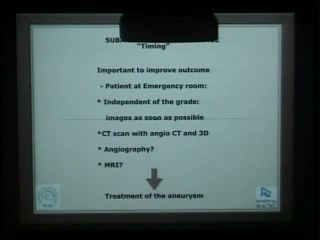 "Timing"
Important to improve outcome
- Patient at Emergency room:
* Independent of the grade:
images as soon as possible
*CT scan with angio CT and 3D
* Angiography?
* MRI?
Treatment of the aneurysm